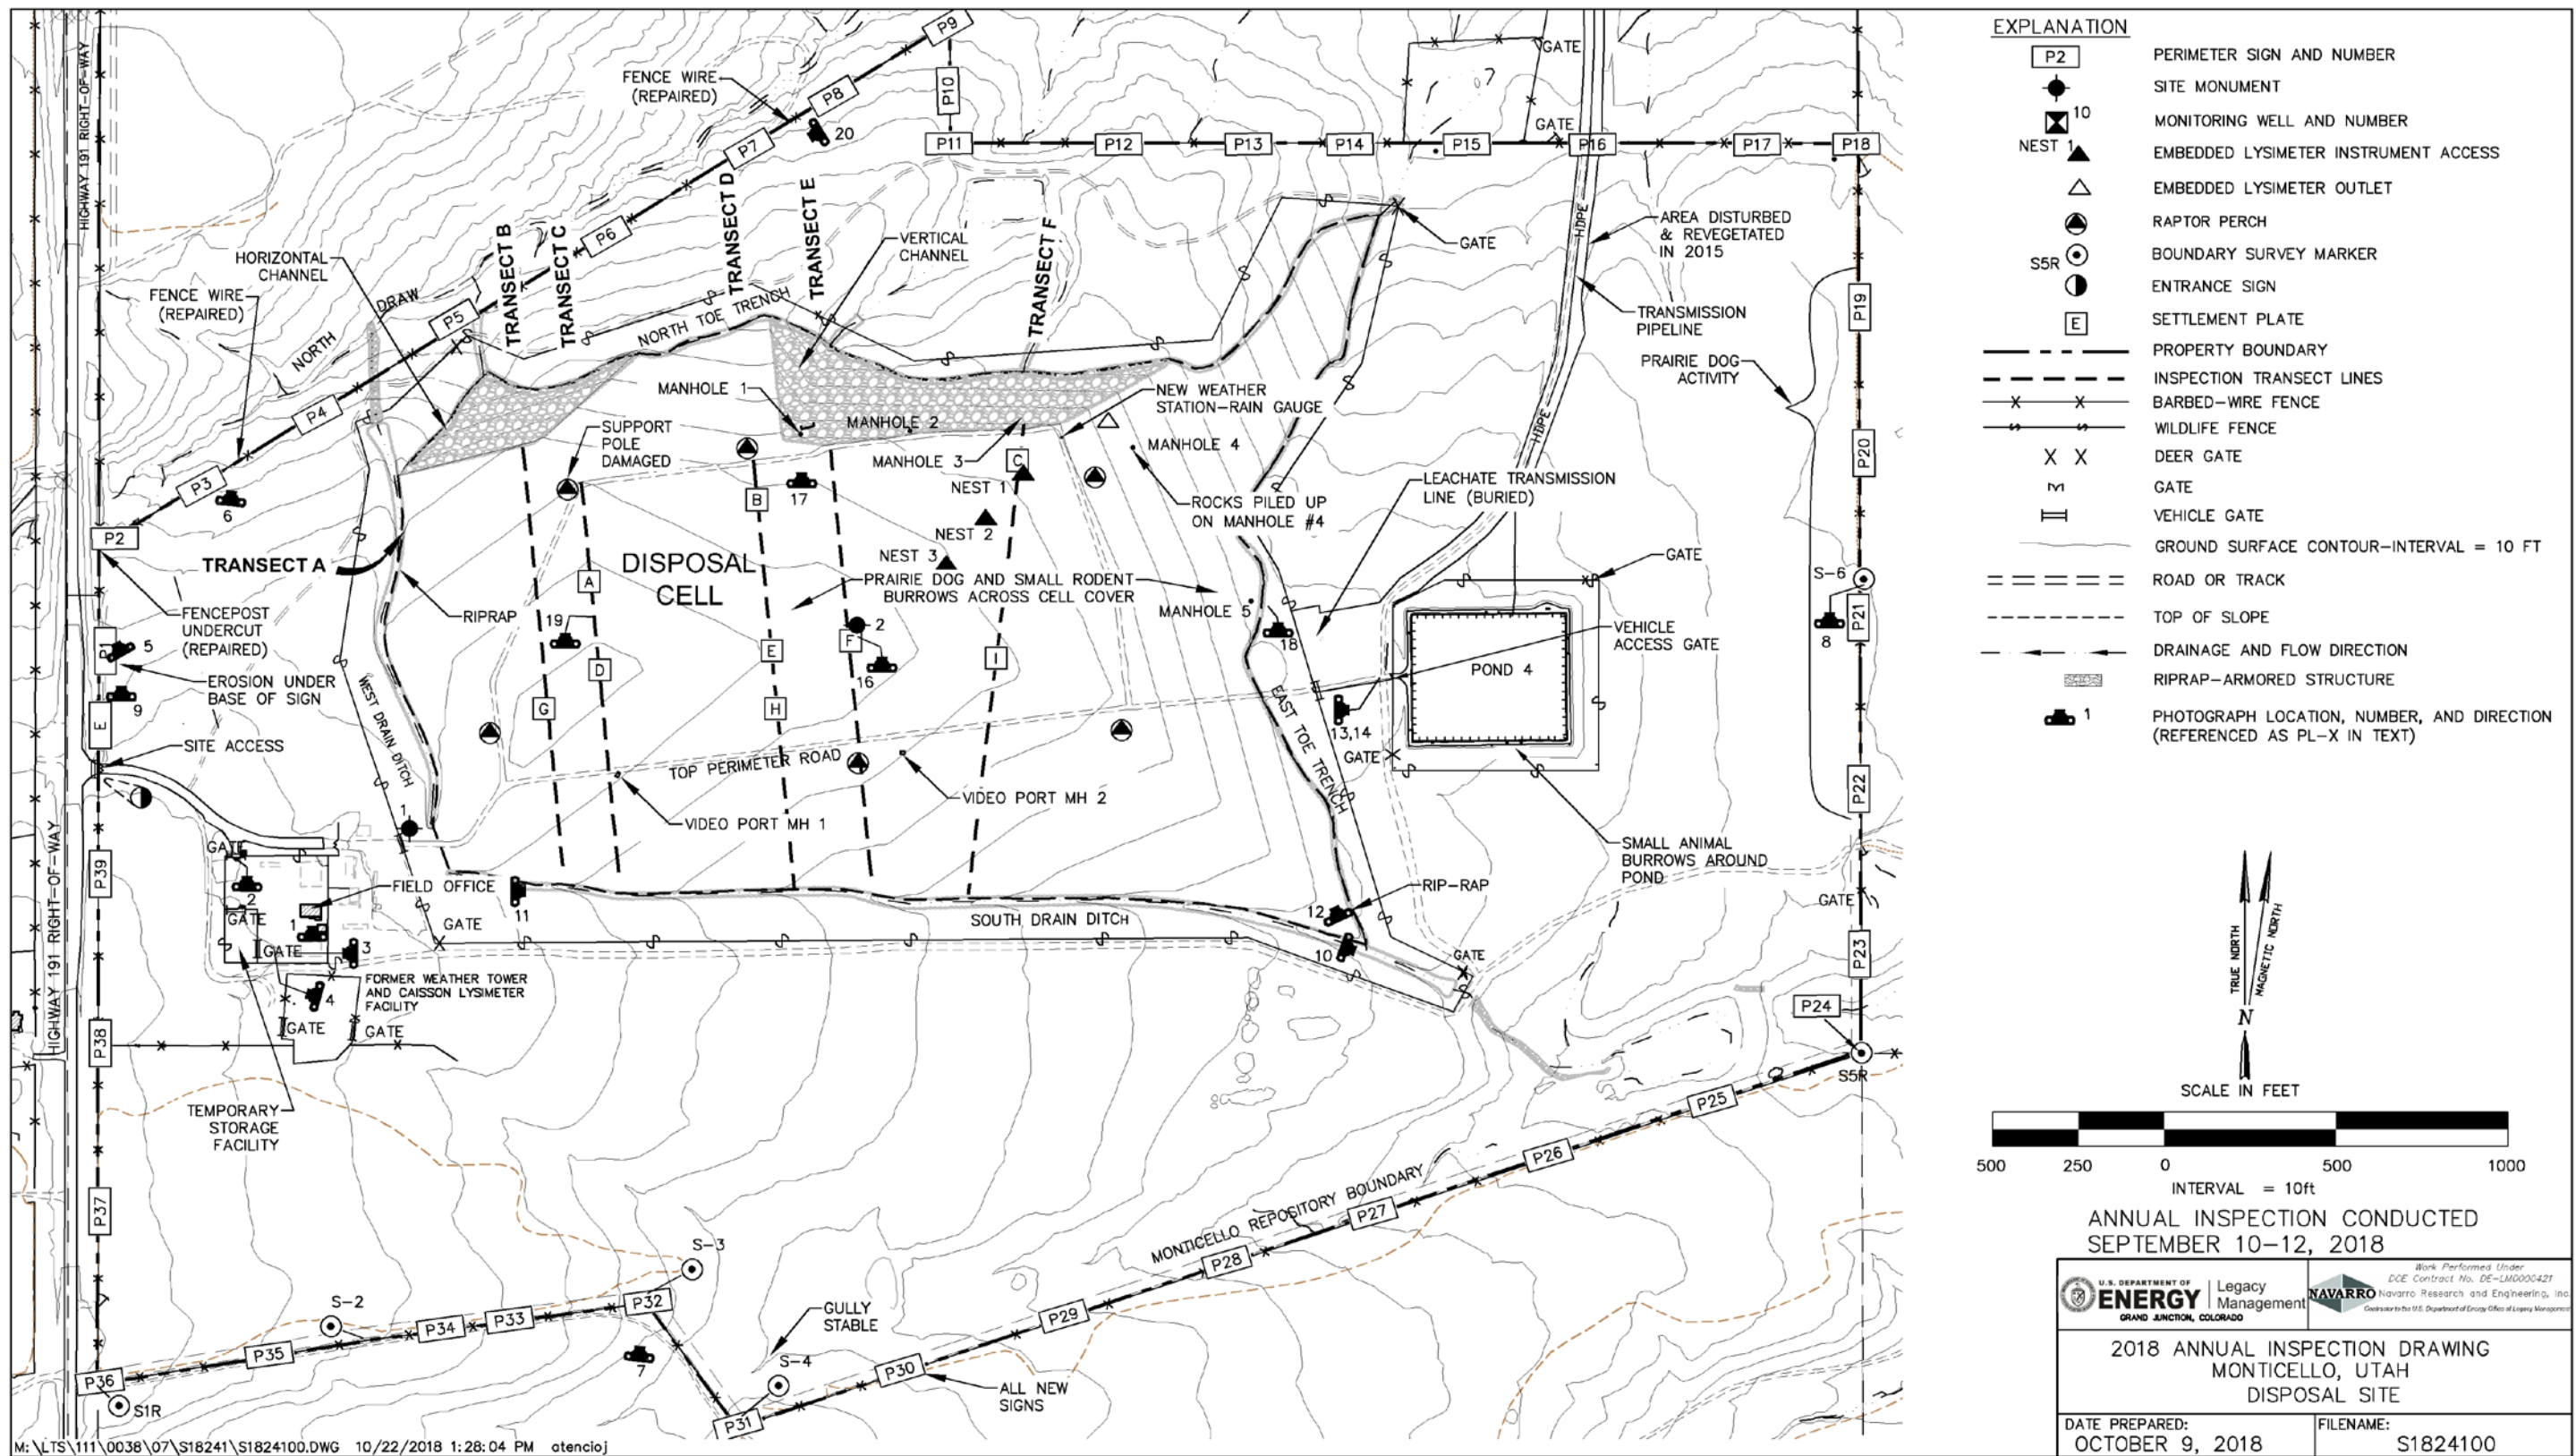 HIGHWAY 191 RIGHT-OF-WAY
P9
FENCE WIRE
(REPAIRED)
P8
P10
20
P7
P11
P12
P13
P14
P15
P16
P17
P18
GATE
GATE
HDPE
TRANSECT B
TRANSECT C
TRANSECT D
TRANSECT E
TRANSECT F
P6
VERTICAL
CHANNEL
GATE
AREA DISTURBED
& REVEGETATED
IN 2015
HORIZONTAL
CHANNEL
FENCE WIRE
(REPAIRED)
NORTH DRAW
P5
NORTH TOE TRENCH
TRANSMISSION
PIPELINE
P19
PRAIRIE DOG
ACTIVITY
MANHOLE 1
MANHOLE 2
NEW WEATHER
STATION-RAIN GAUGE
P4
SUPPORT
POLE
DAMAGED
MANHOLE 3
MANHOLE 4
HDPE
P20
P3
6
B
17
C
NEST 1
ROCKS PILED UP
ON MANHOLE #4
LEACHATE TRANSMISSION
LINE (BURIED)
P2
NEST 2
NEST 3
GATE
TRANSECT A
DISPOSAL
CELL
A
PRAIRIE DOG AND SMALL RODENT
BURROWS ACROSS CELL COVER
S-6
RIPRAP
MANHOLE 5
FENCEPOST
UNDERCUT
(REPAIRED)
19
2
F
18
VEHICLE
ACCESS GATE
P21
8
P1
5
E
I
D
16
POND 4
EROSION UNDER
BASE OF SIGN
9
WEST DRAIN DITCH
G
H
EAST TOE TRENCH
13,14
E
SITE ACCESS
TOP PERIMETER ROAD
GATE
P22
VIDEO PORT MH 2
VIDEO PORT MH 1
1
SMALL ANIMAL
BURROWS AROUND
POND
HIGHWAY 191 RIGHT-OF-WAY
P39
GATE
2
FIELD OFFICE
11
GATE
RIP-RAP
12
GATE
GATE
1
SOUTH DRAIN DITCH
P23
GATE
3
10
GATE
FORMER WEATHER TOWER
AND CAISSON LYSIMETER
FACILITY
4
P24
GATE
GATE
P38
S5R
TEMPORARY
STORAGE
FACILITY
P25
P26
P37
MONTICELLO REPOSITORY BOUNDARY
P27
P28
S-3
S-2
P32
GULLY
STABLE
P29
P34
P33
P35
7
S-4
P30
P36
ALL NEW
SIGNS
S1R
P31
M:\LTS\111\0038\07\S18241\S1824100.DWG 10/22/2018 1:28:04 PM atencioj
EXPLANATION
P2 PERIMETER SIGN AND NUMBER
SITE MONUMENT
10 MONITORING WELL AND NUMBER
NEST 1 EMBEDDED LYSIMETER INSTRUMENT ACCESS
EMBEDDED LYSIMETER OUTLET
RAPTOR PERCH
S5R BOUNDARY SURVEY MARKER
ENTRANCE SIGN
E SETTLEMENT PLATE
PROPERTY BOUNDARY
INSPECTION TRANSECT LINES
BARBED-WIRE FENCE
WILDLIFE FENCE
X X DEER GATE
GATE
VEHICLE GATE
GROUND SURFACE CONTOUR-INTERVAL = 10 FT
ROAD OR TRACK
TOP OF SLOPE
DRAINAGE AND FLOW DIRECTION
RIPRAP-ARMORED STRUCTURE
1 PHOTOGRAPH LOCATION, NUMBER, AND DIRECTION
(REFERENCED AS PL-X IN TEXT)
TRUE NORTH
MAGNETIC NORTH
N
SCALE IN FEET
500 250 0 500 1000
INTERVAL = 10ft
ANNUAL INSPECTION CONDUCTED
SEPTEMBER 10-12, 2018
U.S. DEPARTMENT OF
ENERGY
Legacy
Management
GRAND JUNCTION, COLORADO
Work Performed Under
DOE Contract No. DE-LM0000421
NAVARRO
Navarro Research and Engineering, Inc.
Contractor to the U.S. Department of Energy Office of Legacy Management
2018 ANNUAL INSPECTION DRAWING
MONTICELLO, UTAH
DISPOSAL SITE
DATE PREPARED:
OCTOBER 9, 2018
FILENAME:
S1824100